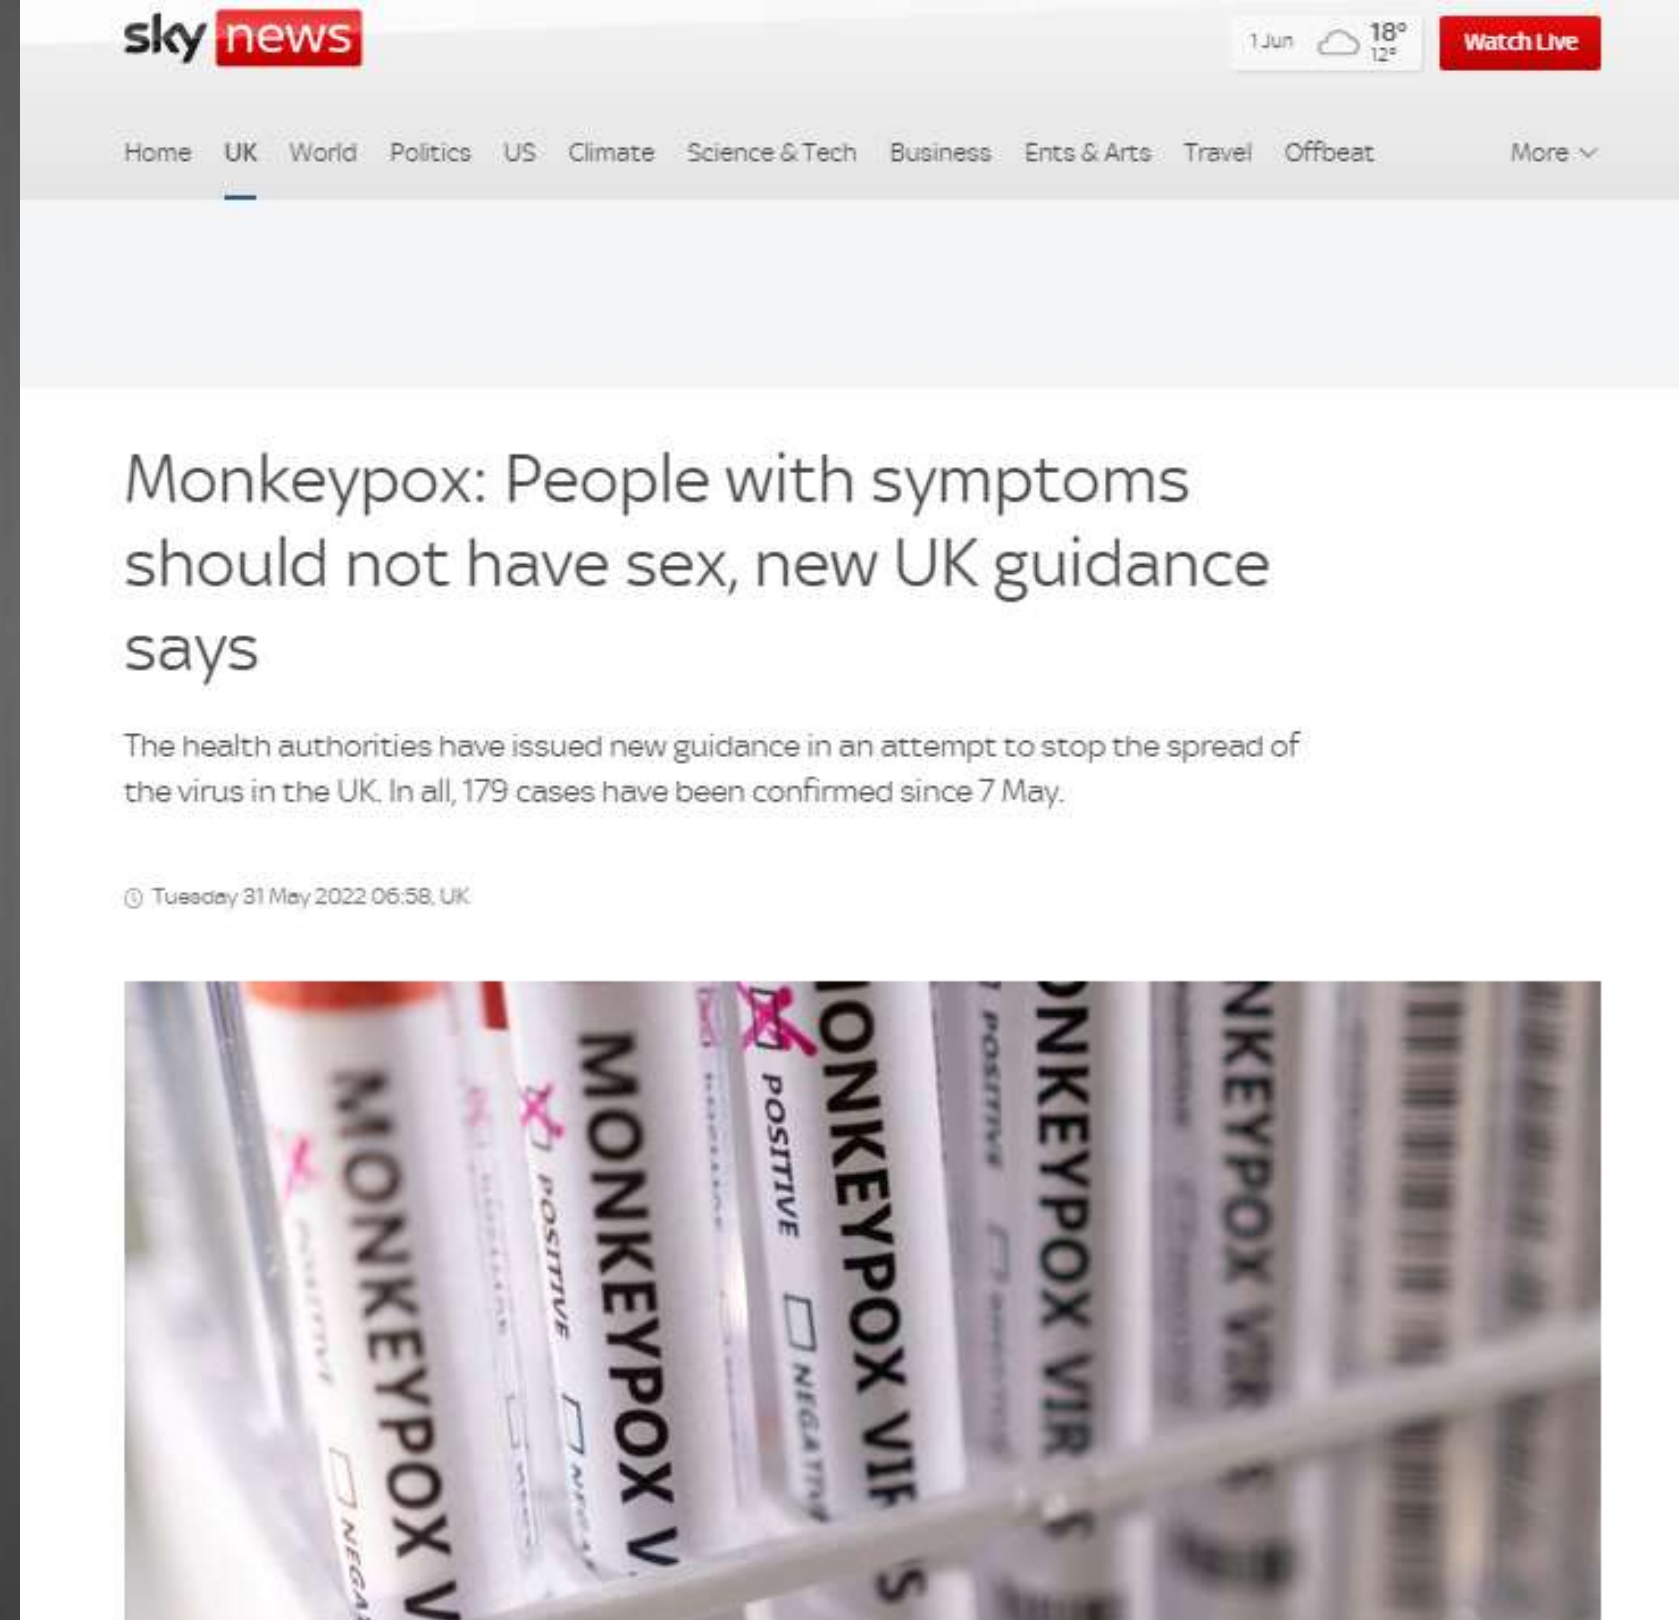 sky news
1 Jun 18° 12°
Watch Live
Home UK World Politics US Climate Science & Tech Business Ents & Arts Travel Offbeat More
Monkeypox: People with symptoms
should not have sex, new UK guidance
says
The health authorities have issued new guidance in an attempt to stop the spread of
the virus in the UK. In all, 179 cases have been confirmed since 7 May.
Tuesday 31 May 2022 06:58, UK
MONKEYPOX V
POSITIVE NEGA
MONKEYPOX V
POSITIVE
ONKEYPOX VIR S
POSITIVE NEGATIVE
ONKEYPOX VIR S
POSITIVE
NKEYPOX VIR